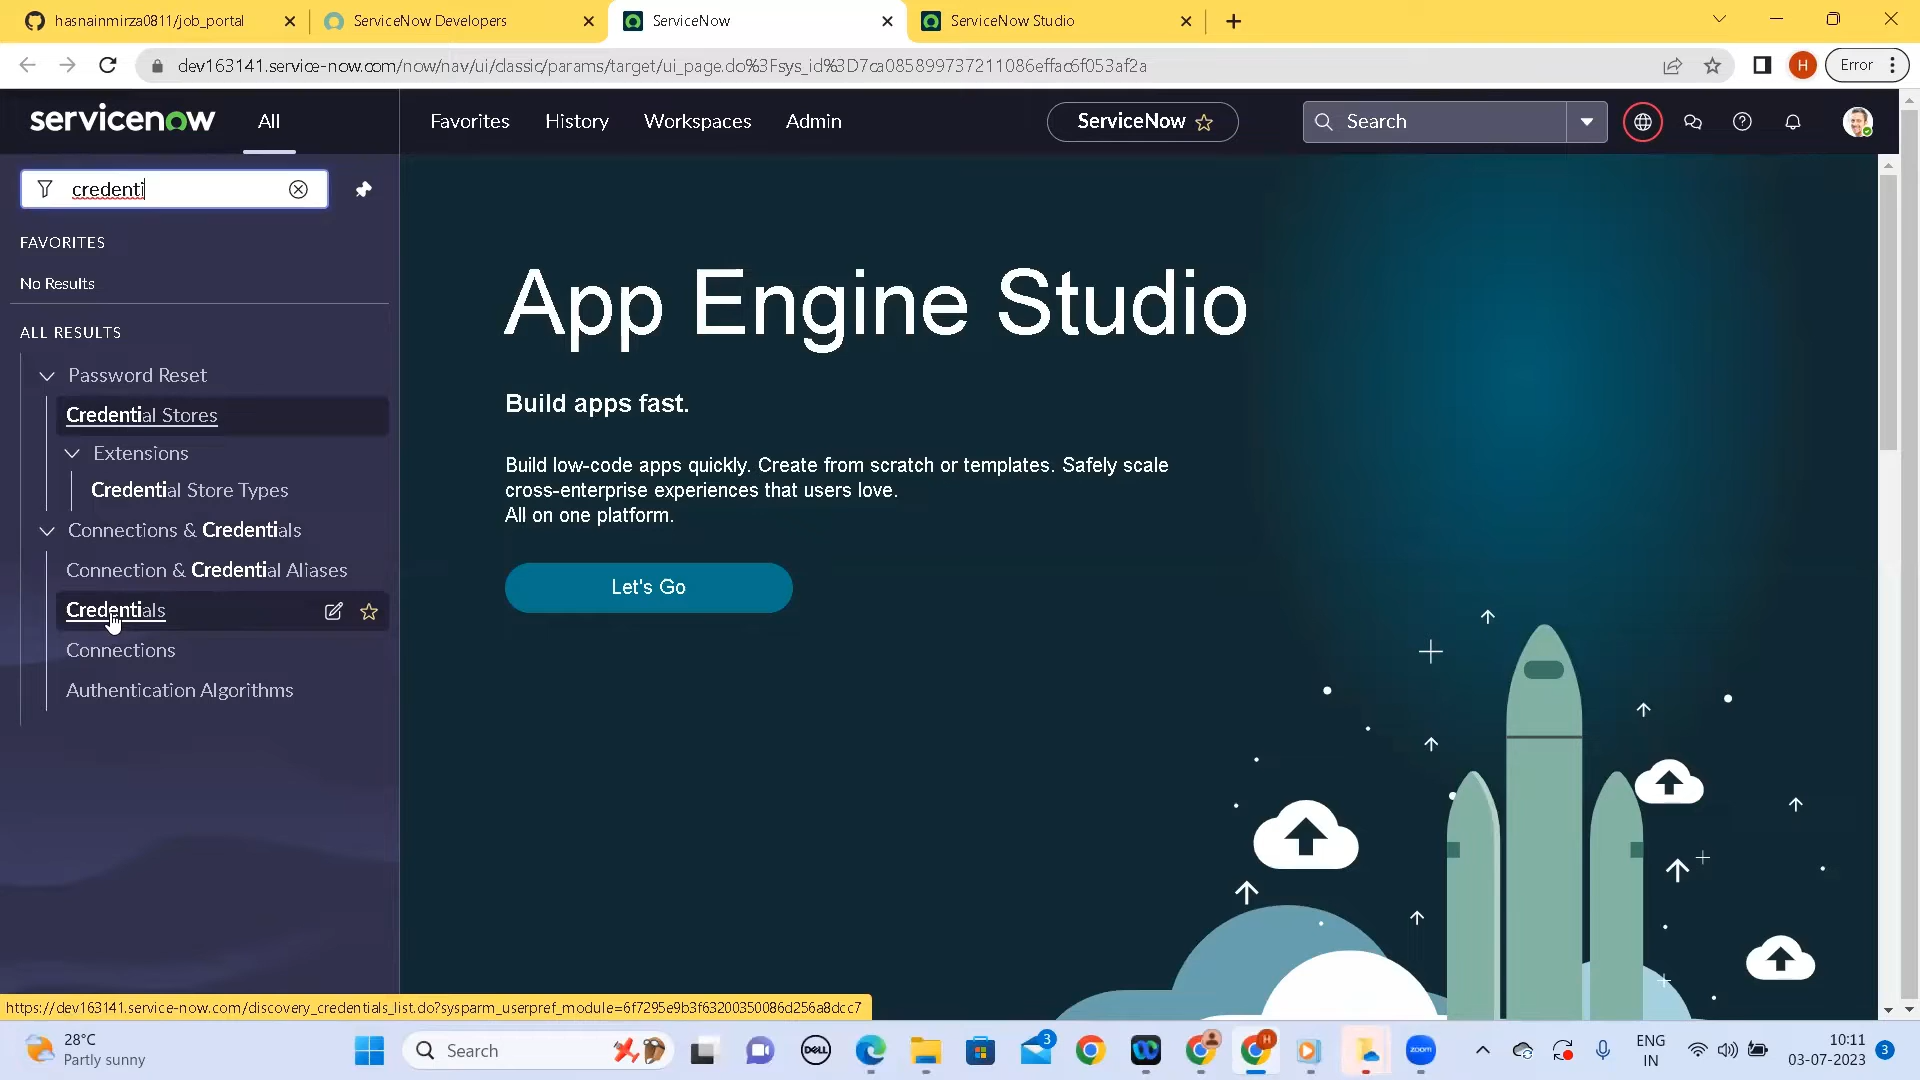 hasnainmirza0811/job_portal
ServiceNow Developers
ServiceNow
ServiceNow Studio
dev163141.service-now.com/now/nav/ui/classic/params/target/ui_page.do%3Fsys_id%3D7ca085899737211086effac6f053af2a
H
Error
servicenow
All
Favorites
History
Workspaces
Admin
ServiceNow
Search
credenti
FAVORITES
No Results
ALL RESULTS
Password Reset
Credential Stores
Extensions
Credential Store Types
Connections & Credentials
Connection & Credential Aliases
Credentials
Connections
Authentication Algorithms
App Engine Studio
Build apps fast.
Build low-code apps quickly. Create from scratch or templates. Safely scale
cross-enterprise experiences that users love.
All on one platform.
Let's Go
https://dev163141.service-now.com/discovery_credentials_list.do?sysparm_userpref_module=6f7295e9b3f63200350086d256a8dcc7
28°C
Partly sunny
Search
DELL
3
H
zoom
ENG
IN
10:11
03-07-2023
3